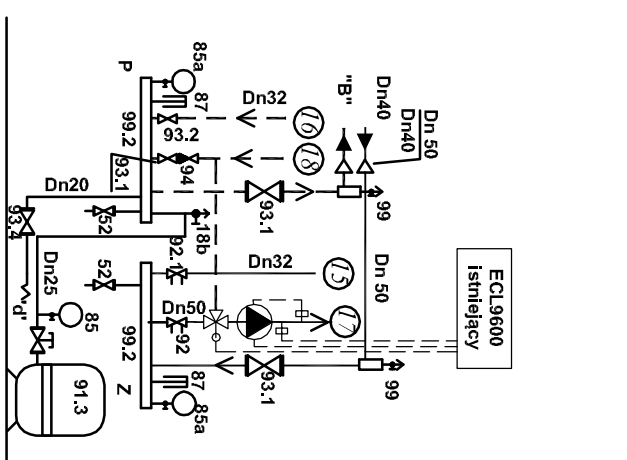 85a
P
87
Dn32
16
"B"
Dn40
Dn 50
Dn40
99.2
93.2
18
94
93.1
Dn20
93.1
99
93.4
52
18b
92.1
Dn25
"d"
52
Dn32
15
Dn 50
ECL9600
istniejący
Dn50
17
85
92
99.2
93.1
99
91.3
Z
87
85a